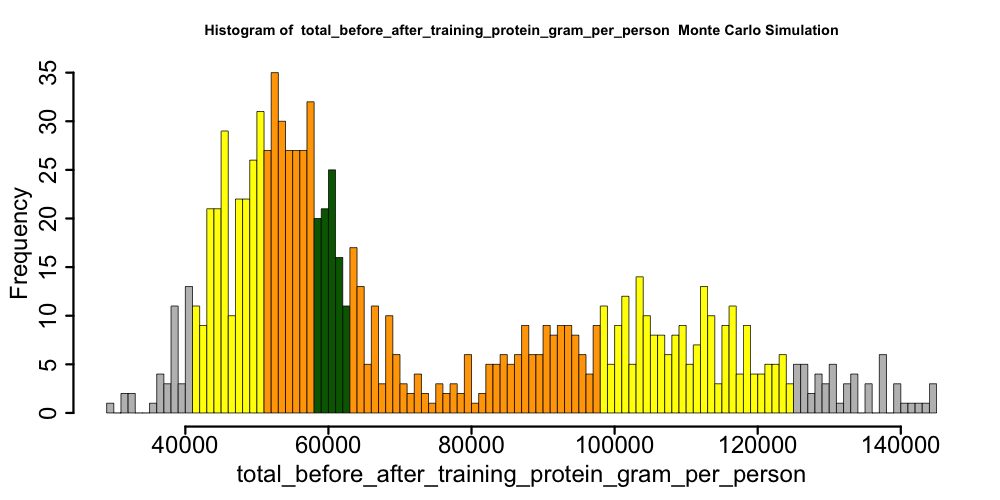 Histogram of  total_before_after_training_protein_gram_per_person  Monte Carlo Simulation
Frequency
35
30
25
20
15
10
5
0
40000 60000 80000 100000 120000 140000
total_before_after_training_protein_gram_per_person